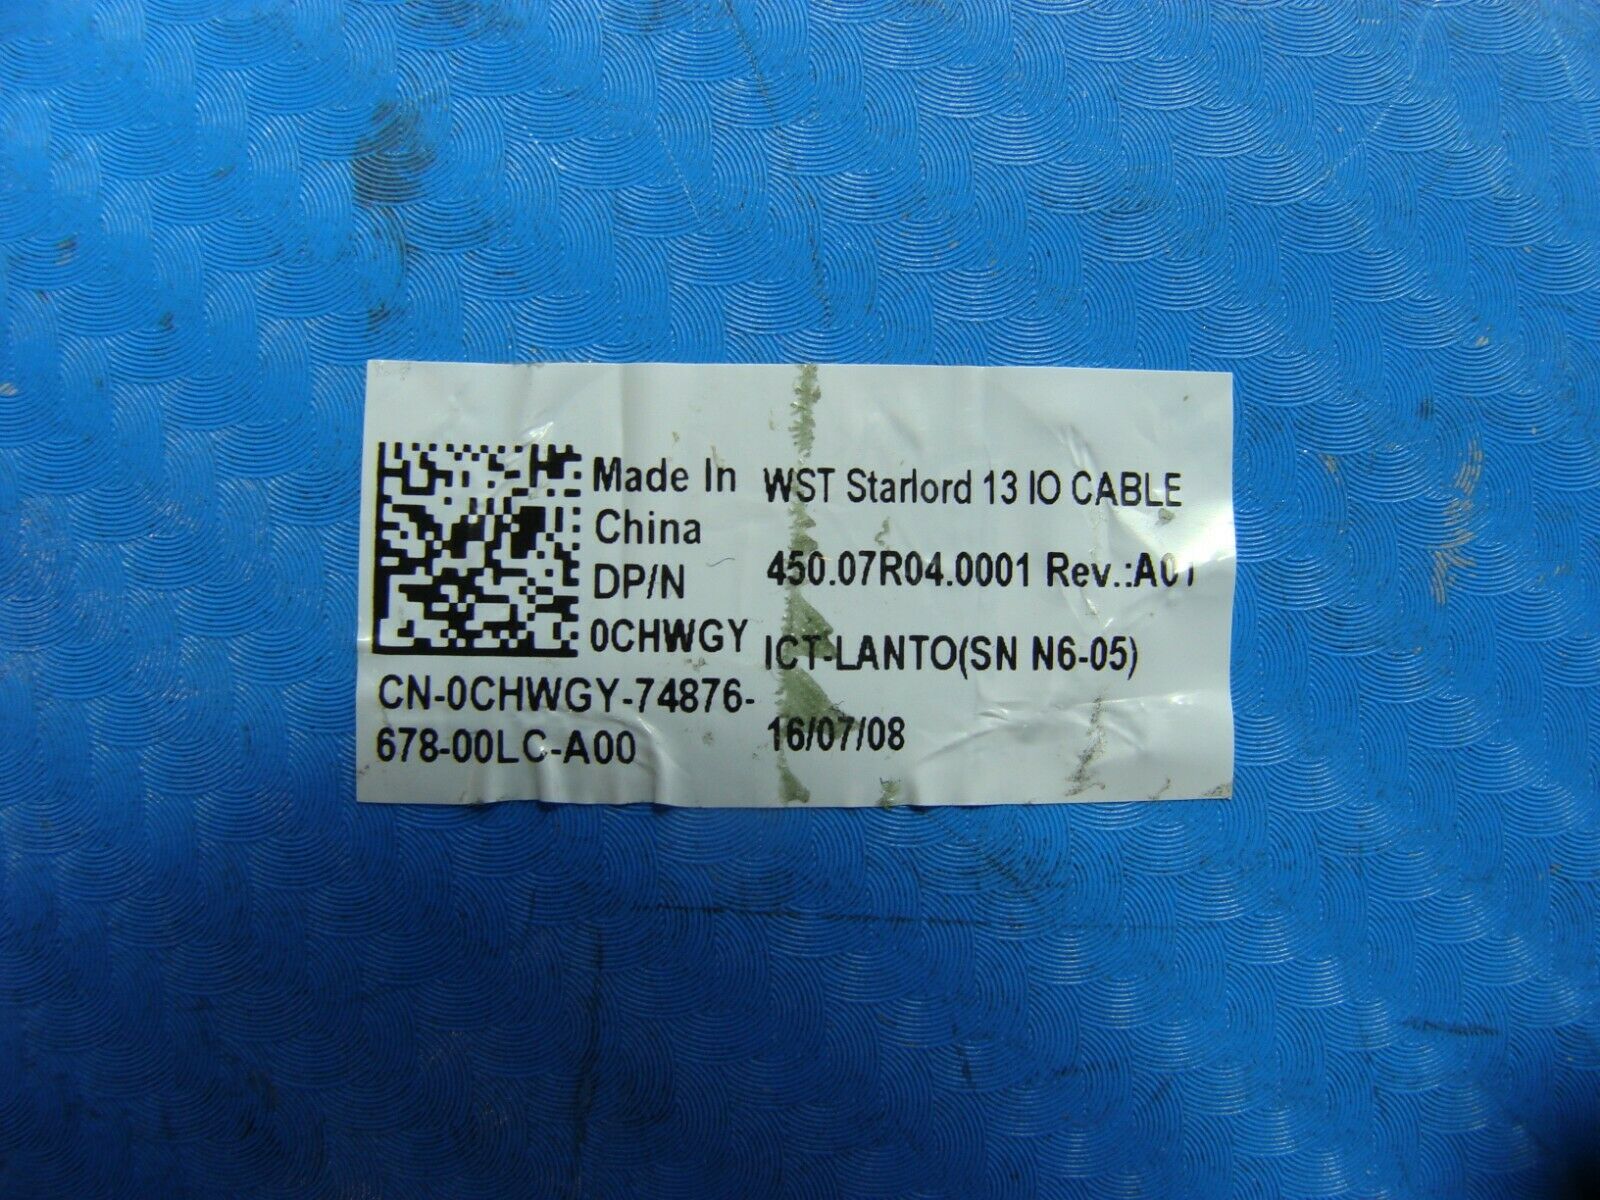 Made In
China
DP/N
0CHWGY
CN-0CHWGY-74876-
678-00LC-A00
WST Starlord 13 IO CABLE
450.07R04.0001 Rev.:A01
ICT-LANTO(SN N6-05)
16/07/08